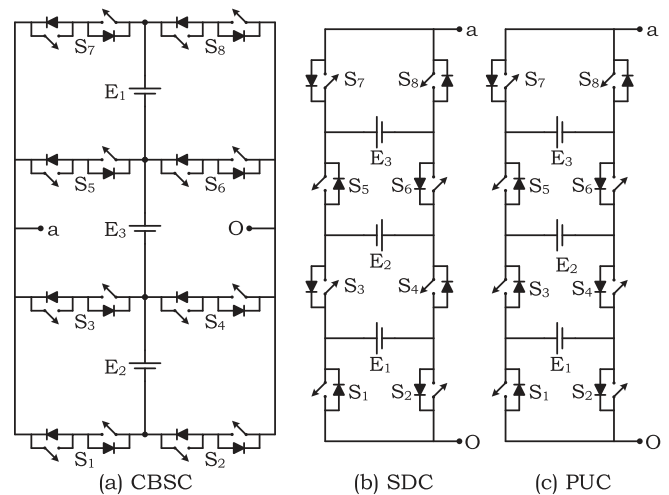 S7 S8
E1
S5 S6
a E3 O
S3 S4
E2
S1 S2
(a) CBSC
a
S7 S8
E3
S5 S6
E2
S3 S4
E1
S1 S2
O
(b) SDC
a
S7 S8
E3
S5 S6
E2
S3 S4
E1
S1 S2
O
(c) PUC